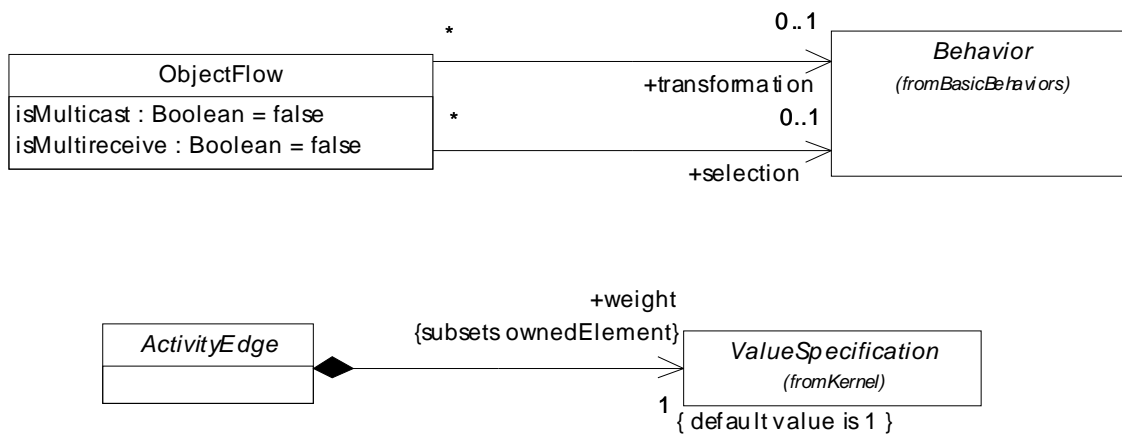 *
0..1
ObjectFlow
Behavior
(fromBasicBehaviors)
+transformation
isMulticast : Boolean = false
*
0..1
isMultireceive : Boolean = false
+selection
+weight
{subsets ownedElement}
ActivityEdge
ValueSpecification
(fromKernel)
1
{ default value is 1 }